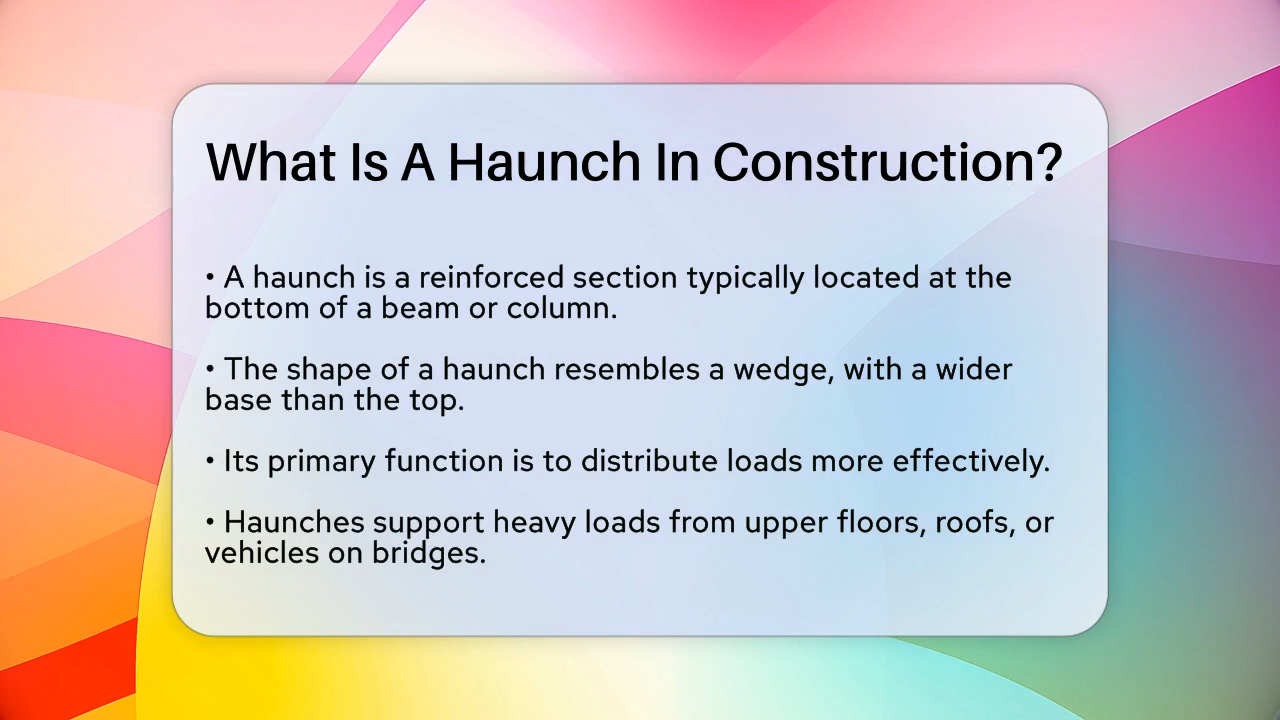 What Is A Haunch In Construction?
• A haunch is a reinforced section typically located at the
bottom of a beam or column.
• The shape of a haunch resembles a wedge, with a wider
base than the top.
• Its primary function is to distribute loads more effectively.
• Haunches support heavy loads from upper floors, roofs, or
vehicles on bridges.